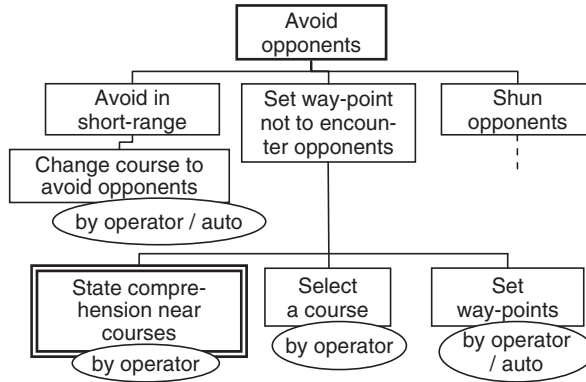 Avoid
opponents
Avoid in
short-range
Set way-point
not to encoun-
ter opponents
Shun
opponents
Change course to
avoid opponents
by operator / auto
State compre-
hension near
courses
by operator
Select
a course
by operator
Set
way-points
by operator
/ auto